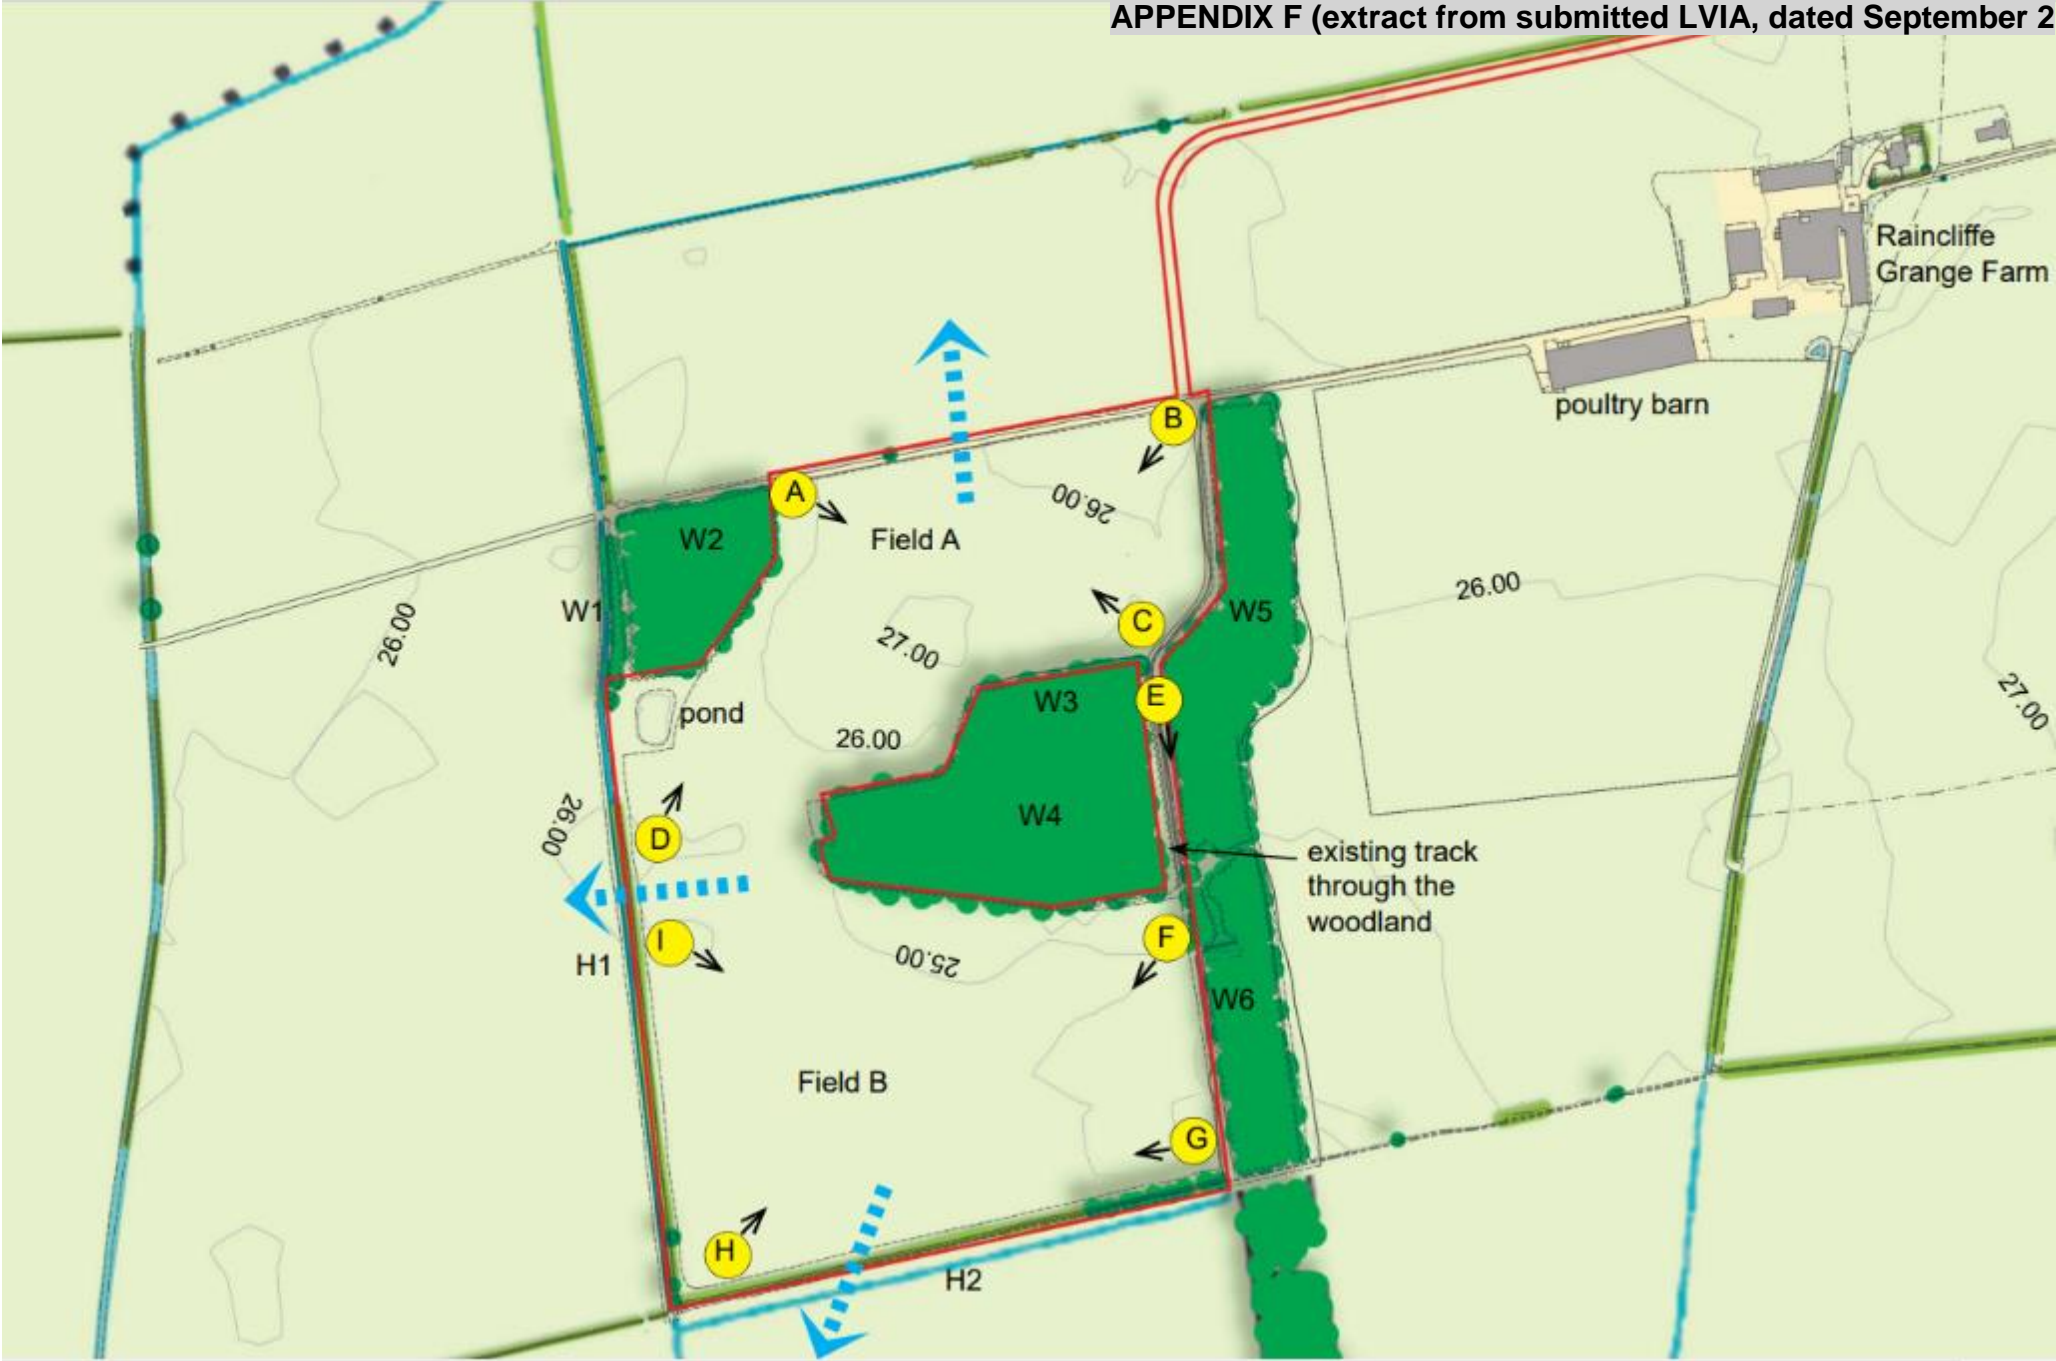 APPENDIX F (extract from submitted LVIA, dated September 2
Raincliffe
Grange Farm
poultry barn
B
A
26.00
Field A
W2
26.00
W1
C
W5
26.00
27.00
pond
W3
E
27.00
26.00
W4
26.00
D
existing track
through the
woodland
I
F
H1
25.00
W6
Field B
G
H
H2